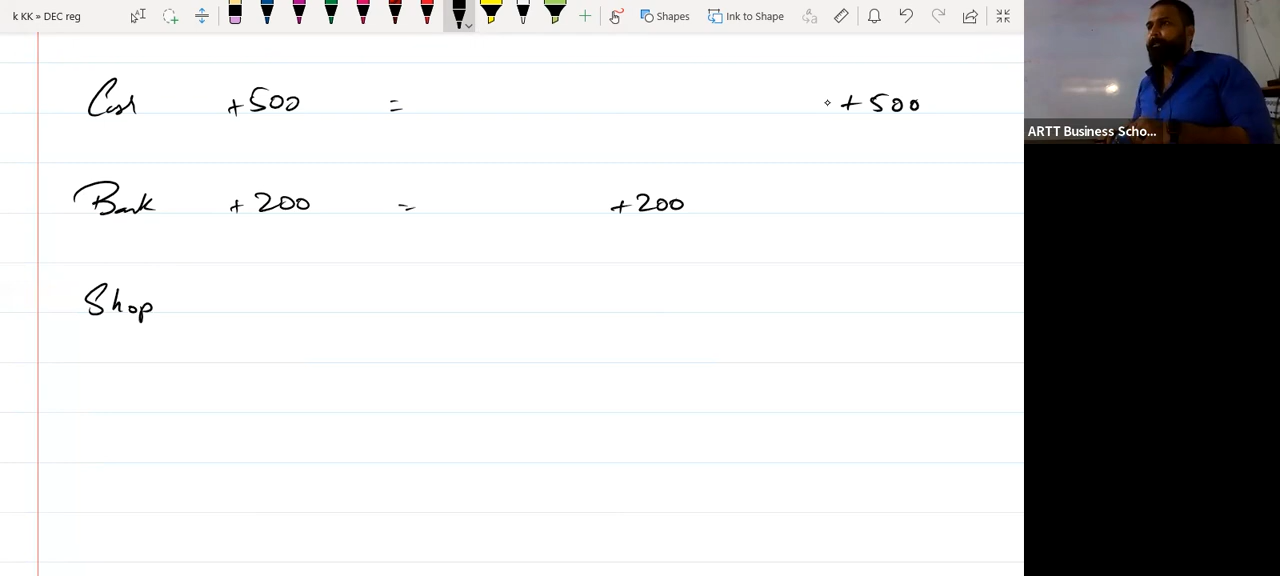 k KK » DEC reg Shapes Ink to Shape
Cash +500 = +500
ARTT Business Scho...
Bank +200 = +200
Shop